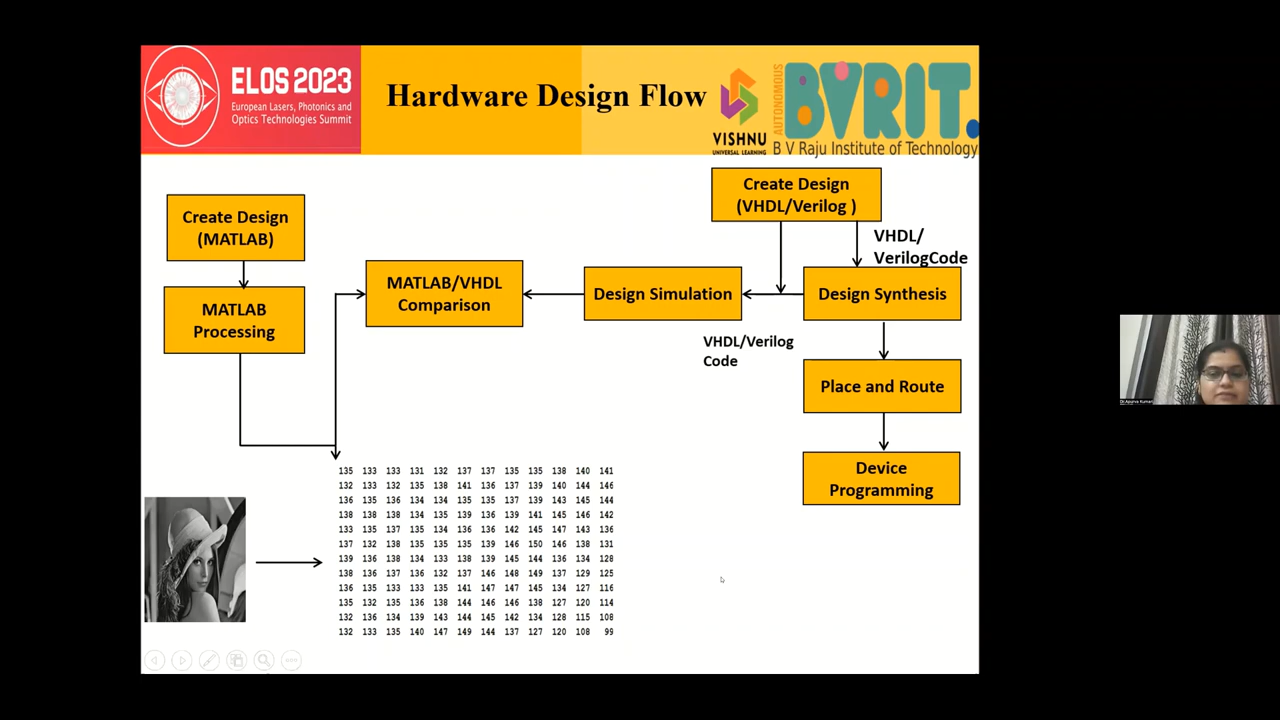 ELOS 2023
European Lasers, Photonics and
Optics Technologies Summit
Hardware Design Flow
VISHNU
UNIVERSAL LEARNING
AUTONOMOUS
BVRIT.
B V Raju Institute of Technology
Create Design
(MATLAB)
MATLAB
Processing
MATLAB/VHDL
Comparison
Design Simulation
Create Design
(VHDL/Verilog )
VHDL/
VerilogCode
Design Synthesis
VHDL/Verilog
Code
Place and Route
Device
Programming
135 133 133 131 132 137 137 135 135 138 140 141
132 133 132 135 138 141 136 137 139 140 144 146
136 135 136 134 134 135 135 137 139 143 145 144
138 138 138 134 135 139 136 139 141 145 146 142
133 135 137 135 134 136 136 142 145 147 143 136
137 132 138 135 135 135 139 146 150 146 138 131
139 136 138 134 133 138 139 145 144 136 134 128
138 136 137 136 132 137 146 148 149 137 129 125
136 135 133 133 135 141 147 147 145 134 127 116
135 132 135 136 138 144 146 146 138 127 120 114
132 136 134 139 143 144 145 142 134 128 115 108
132 133 135 140 147 149 144 137 127 120 108 99
Dr.Apurva Kumari